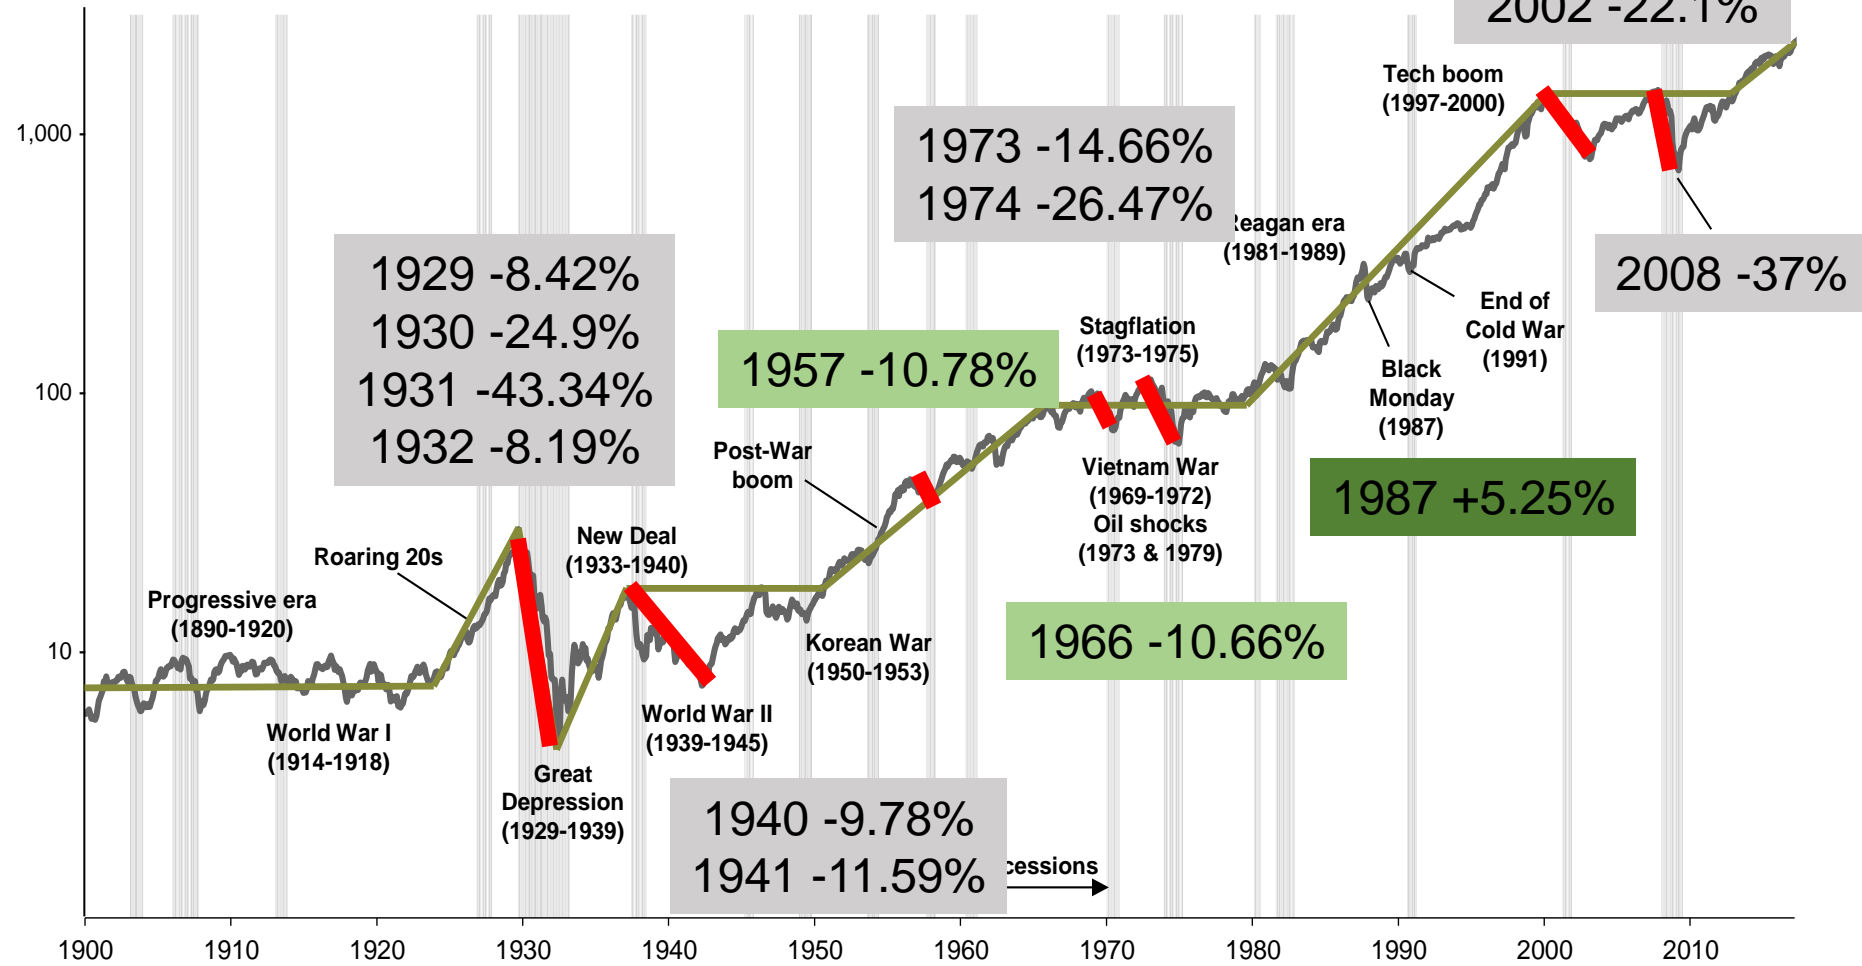 2002 -22.1%
Tech boom
(1997-2000)
1,000
1973 -14.66%
1974 -26.47%
Reagan era
(1981-1989)
1929 -8.42%
1930 -24.9%
1931 -43.34%
1932 -8.19%
2008 -37%
End of
Cold War
(1991)
Stagflation
(1973-1975)
1957 -10.78%
Black
Monday
(1987)
100
Post-War
boom
Vietnam War
(1969-1972)
Oil shocks
(1973 & 1979)
1987 +5.25%
New Deal
(1933-1940)
Roaring 20s
Progressive era
(1890-1920)
10
Korean War
(1950-1953)
1966 -10.66%
World War I
(1914-1918)
World War II
(1939-1945)
Great
Depression
(1929-1939)
1940 -9.78%
1941 -11.59%
cessions
1900 1910 1920 1930 1940 1950 1960 1970 1980 1990 2000 2010